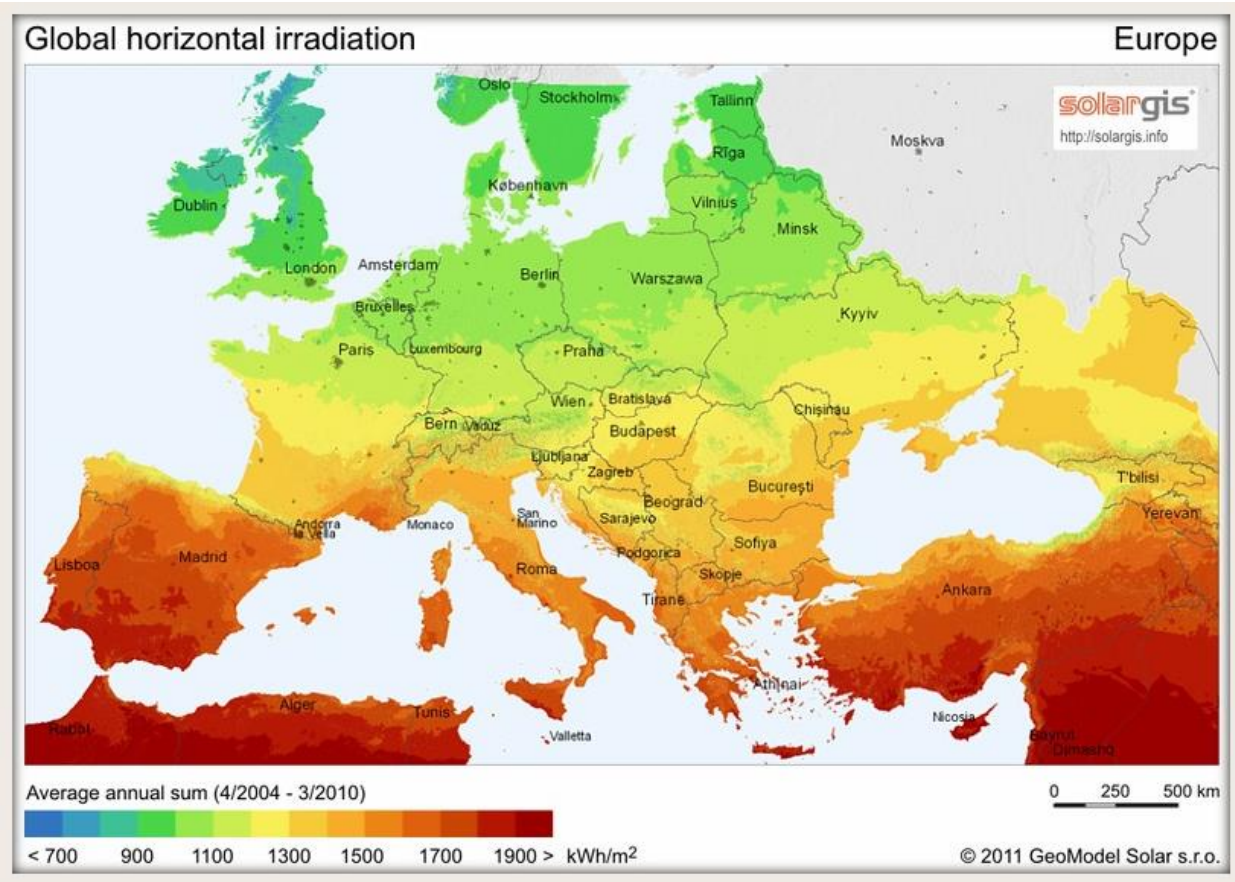 Global horizontal irradiation
Europe
solargis
http://solargis.info
Oslo
Stockholm
Tallinn
Moskva
Rīga
København
Dublin
Vilnius
Minsk
London
Amsterdam
Berlin
Warszawa
Bruxelles
Kyyiv
Paris
Luxembourg
Praha
Wien
Bratislava
Chişinău
Bern
Vaduz
Budapest
Ljubljana
Zagreb
T'bilisi
Bucureşti
Beograd
Yerevan
Andorra
la Vella
Monaco
San
Marino
Sarajevo
Sofiya
Podgorica
Lisboa
Madrid
Roma
Skopje
Ankara
Tiranë
Athínai
Alger
Tunis
Nicosia
Rabat
Valletta
Bayrut
Dimashq
Average annual sum (4/2004 - 3/2010)
0 250 500 km
< 700 900 1100 1300 1500 1700 1900 > kWh/m2
© 2011 GeoModel Solar s.r.o.